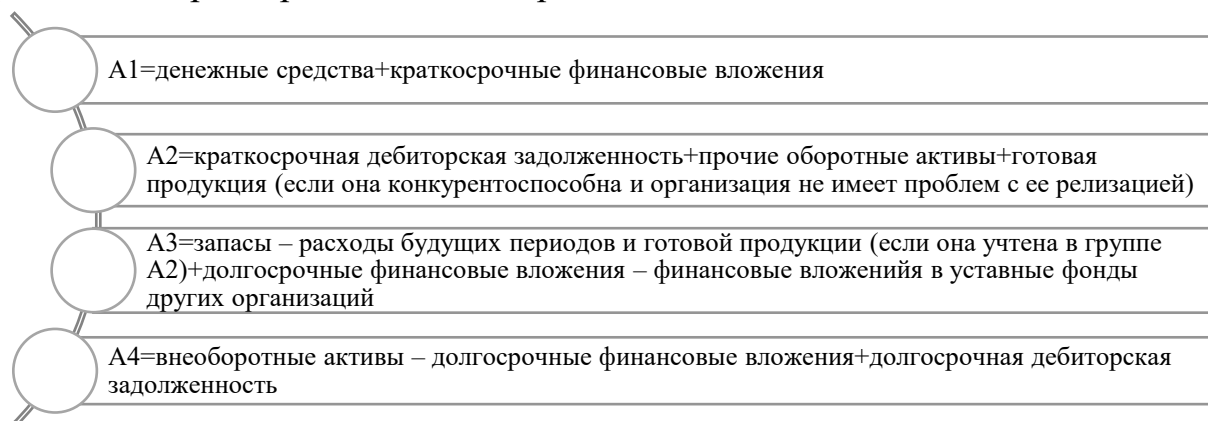 А1=денежные средства+краткосрочные финансовые вложения
А2=краткосрочная дебиторская задолженность+прочие оборотные активы+готовая
продукция (если она конкурентоспособна и организация не имеет проблем с ее релизацией)
А3=запасы – расходы будущих периодов и готовой продукции (если она учтена в группе
А2)+долгосрочные финансовые вложения – финансовые вложенийя в уставные фонды
других организаций
А4=внеоборотные активы – долгосрочные финансовые вложения+долгосрочная дебиторская
задолженность